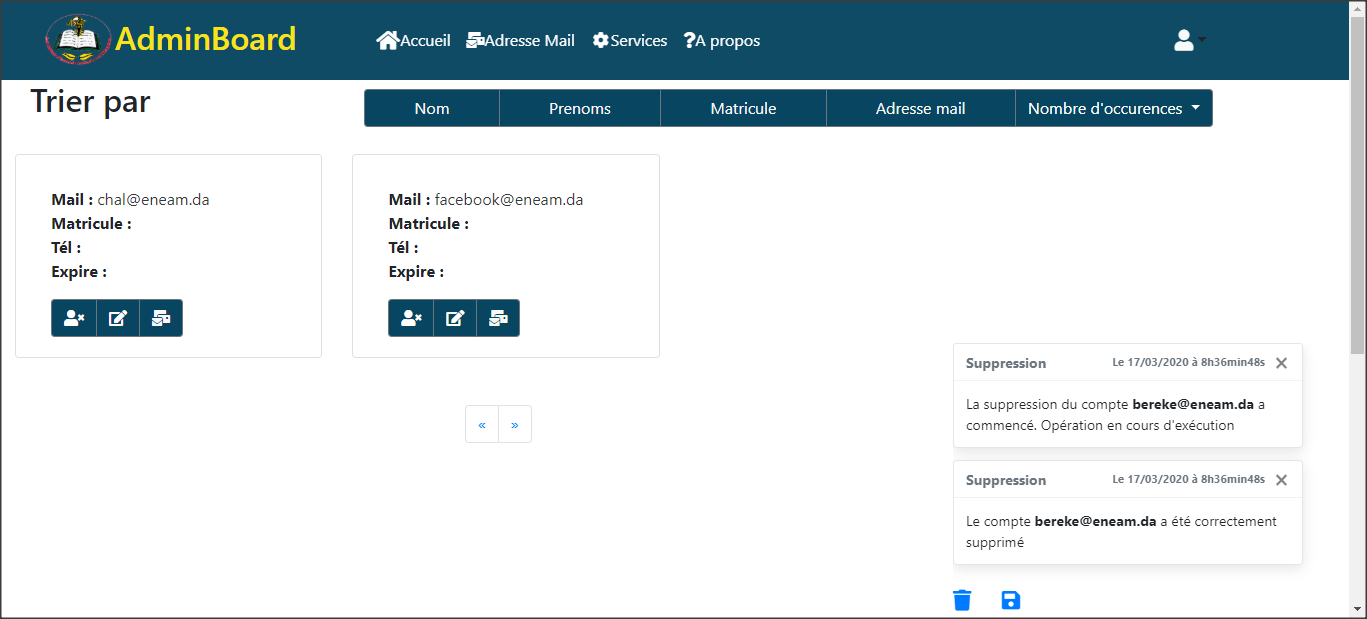 AdminBoard
Accueil Adresse Mail Services ?A propos
Trier par
Nom Prenoms Matricule Adresse mail Nombre d'occurences
Mail : chal@eneam.da
Matricule :
Tél :
Expire :
Mail : facebook@eneam.da
Matricule :
Tél :
Expire :
« »
Suppression Le 17/03/2020 à 8h36min48s ×
La suppression du compte bereke@eneam.da a
commencé. Opération en cours d'exécution
Suppression Le 17/03/2020 à 8h36min48s ×
Le compte bereke@eneam.da a été correctement
supprimé